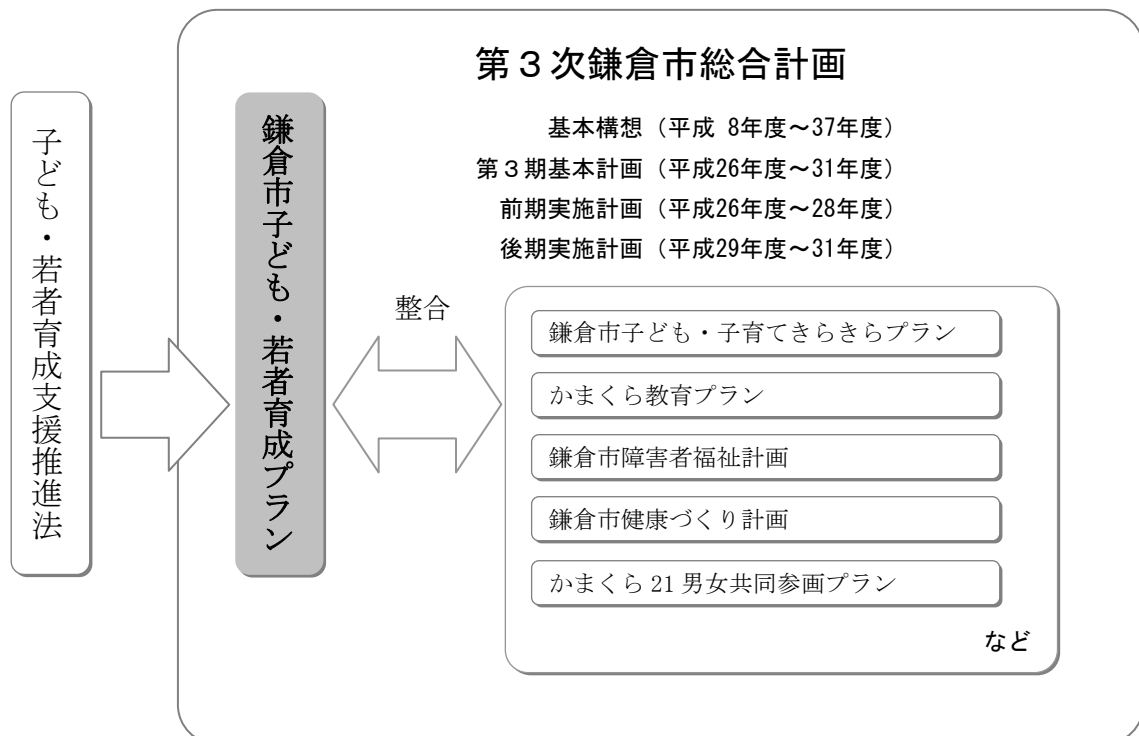 第３次鎌倉市総合計画
基本構想（平成 8年度～37年度）
第３期基本計画（平成26年度～31年度）
前期実施計画（平成26年度～28年度）
後期実施計画（平成29年度～31年度）
子ども・若者育成支援推進法
鎌倉市子ども・若者育成プラン
整合
鎌倉市子ども・子育てきらきらプラン
かまくら教育プラン
鎌倉市障害者福祉計画
鎌倉市健康づくり計画
かまくら 21 男女共同参画プラン
など